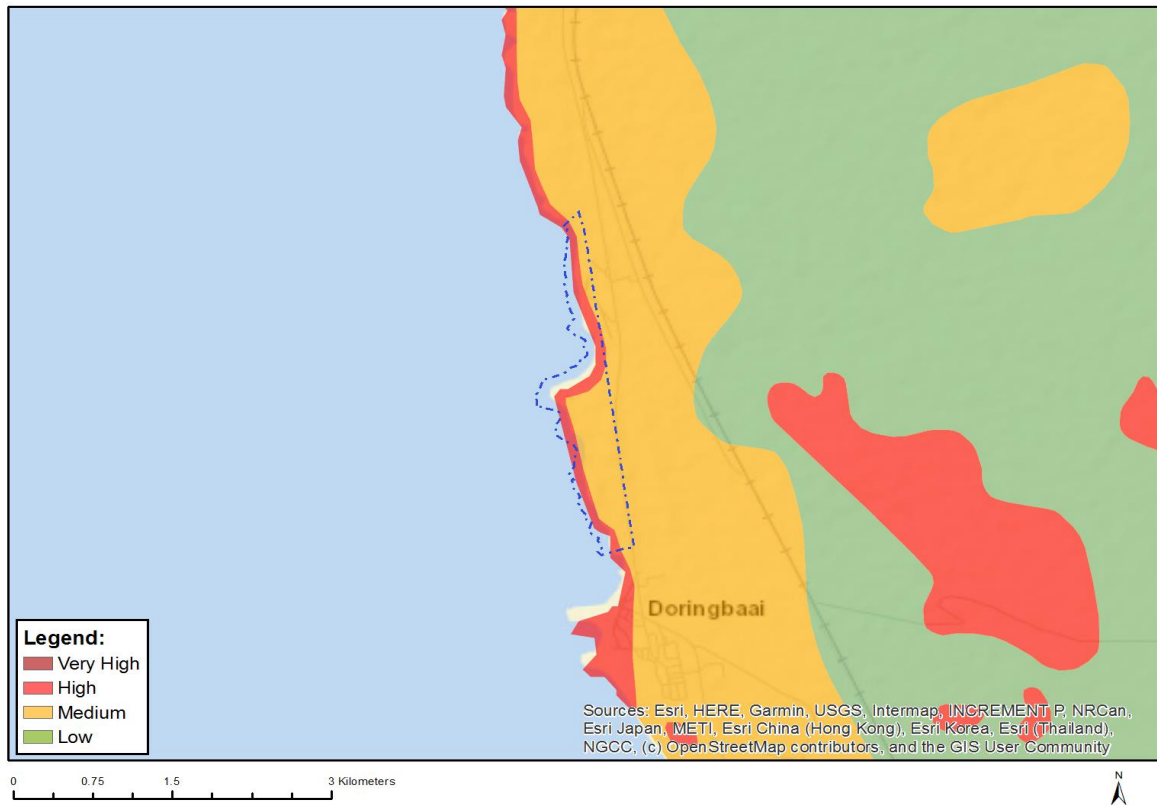 Doringbaai
Legend:
Very High
High
Medium
Low
Sources: Esri, HERE, Garmin, USGS, Intermap, INCREMENT P, NRCan,
Esri Japan, METI, Esri China (Hong Kong), Esri Korea, Esri (Thailand),
NGCC, (c) OpenStreetMap contributors, and the GIS User Community
0 0.75 1.5 3 Kilometers
N